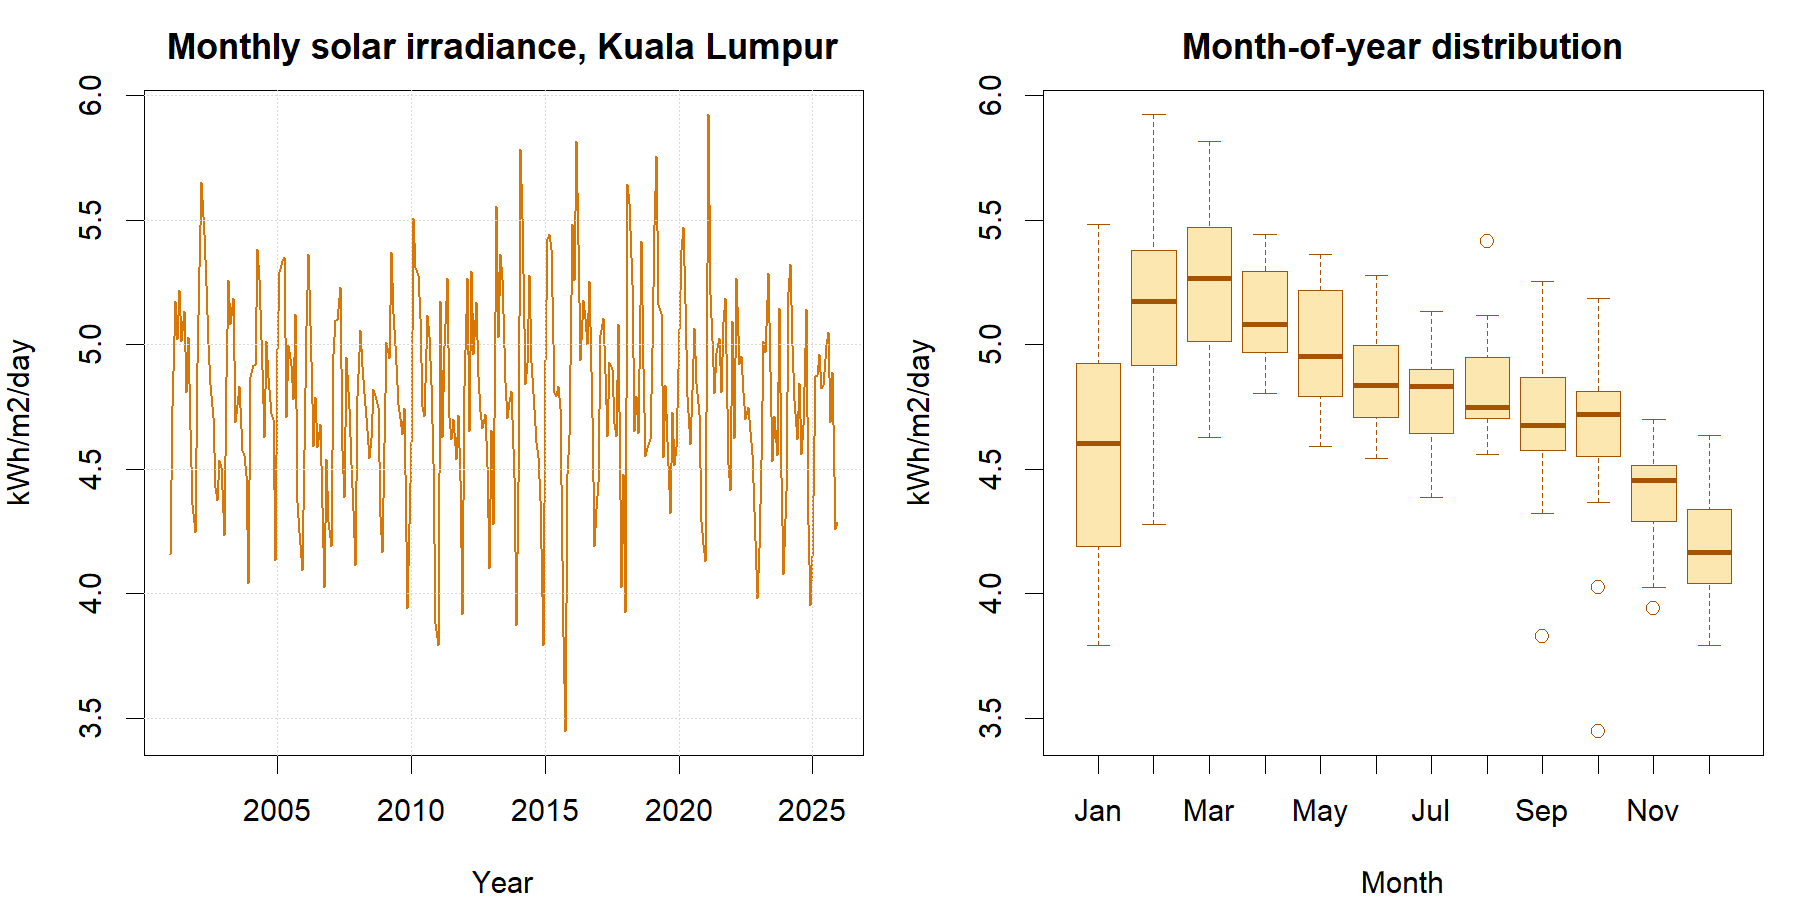 Monthly solar irradiance, Kuala Lumpur
kWh/m2/day
6.0
5.5
5.0
4.5
4.0
3.5
2005 2010 2015 2020 2025
Year
Month-of-year distribution
kWh/m2/day
6.0
5.5
5.0
4.5
4.0
3.5
Jan Mar May Jul Sep Nov
Month